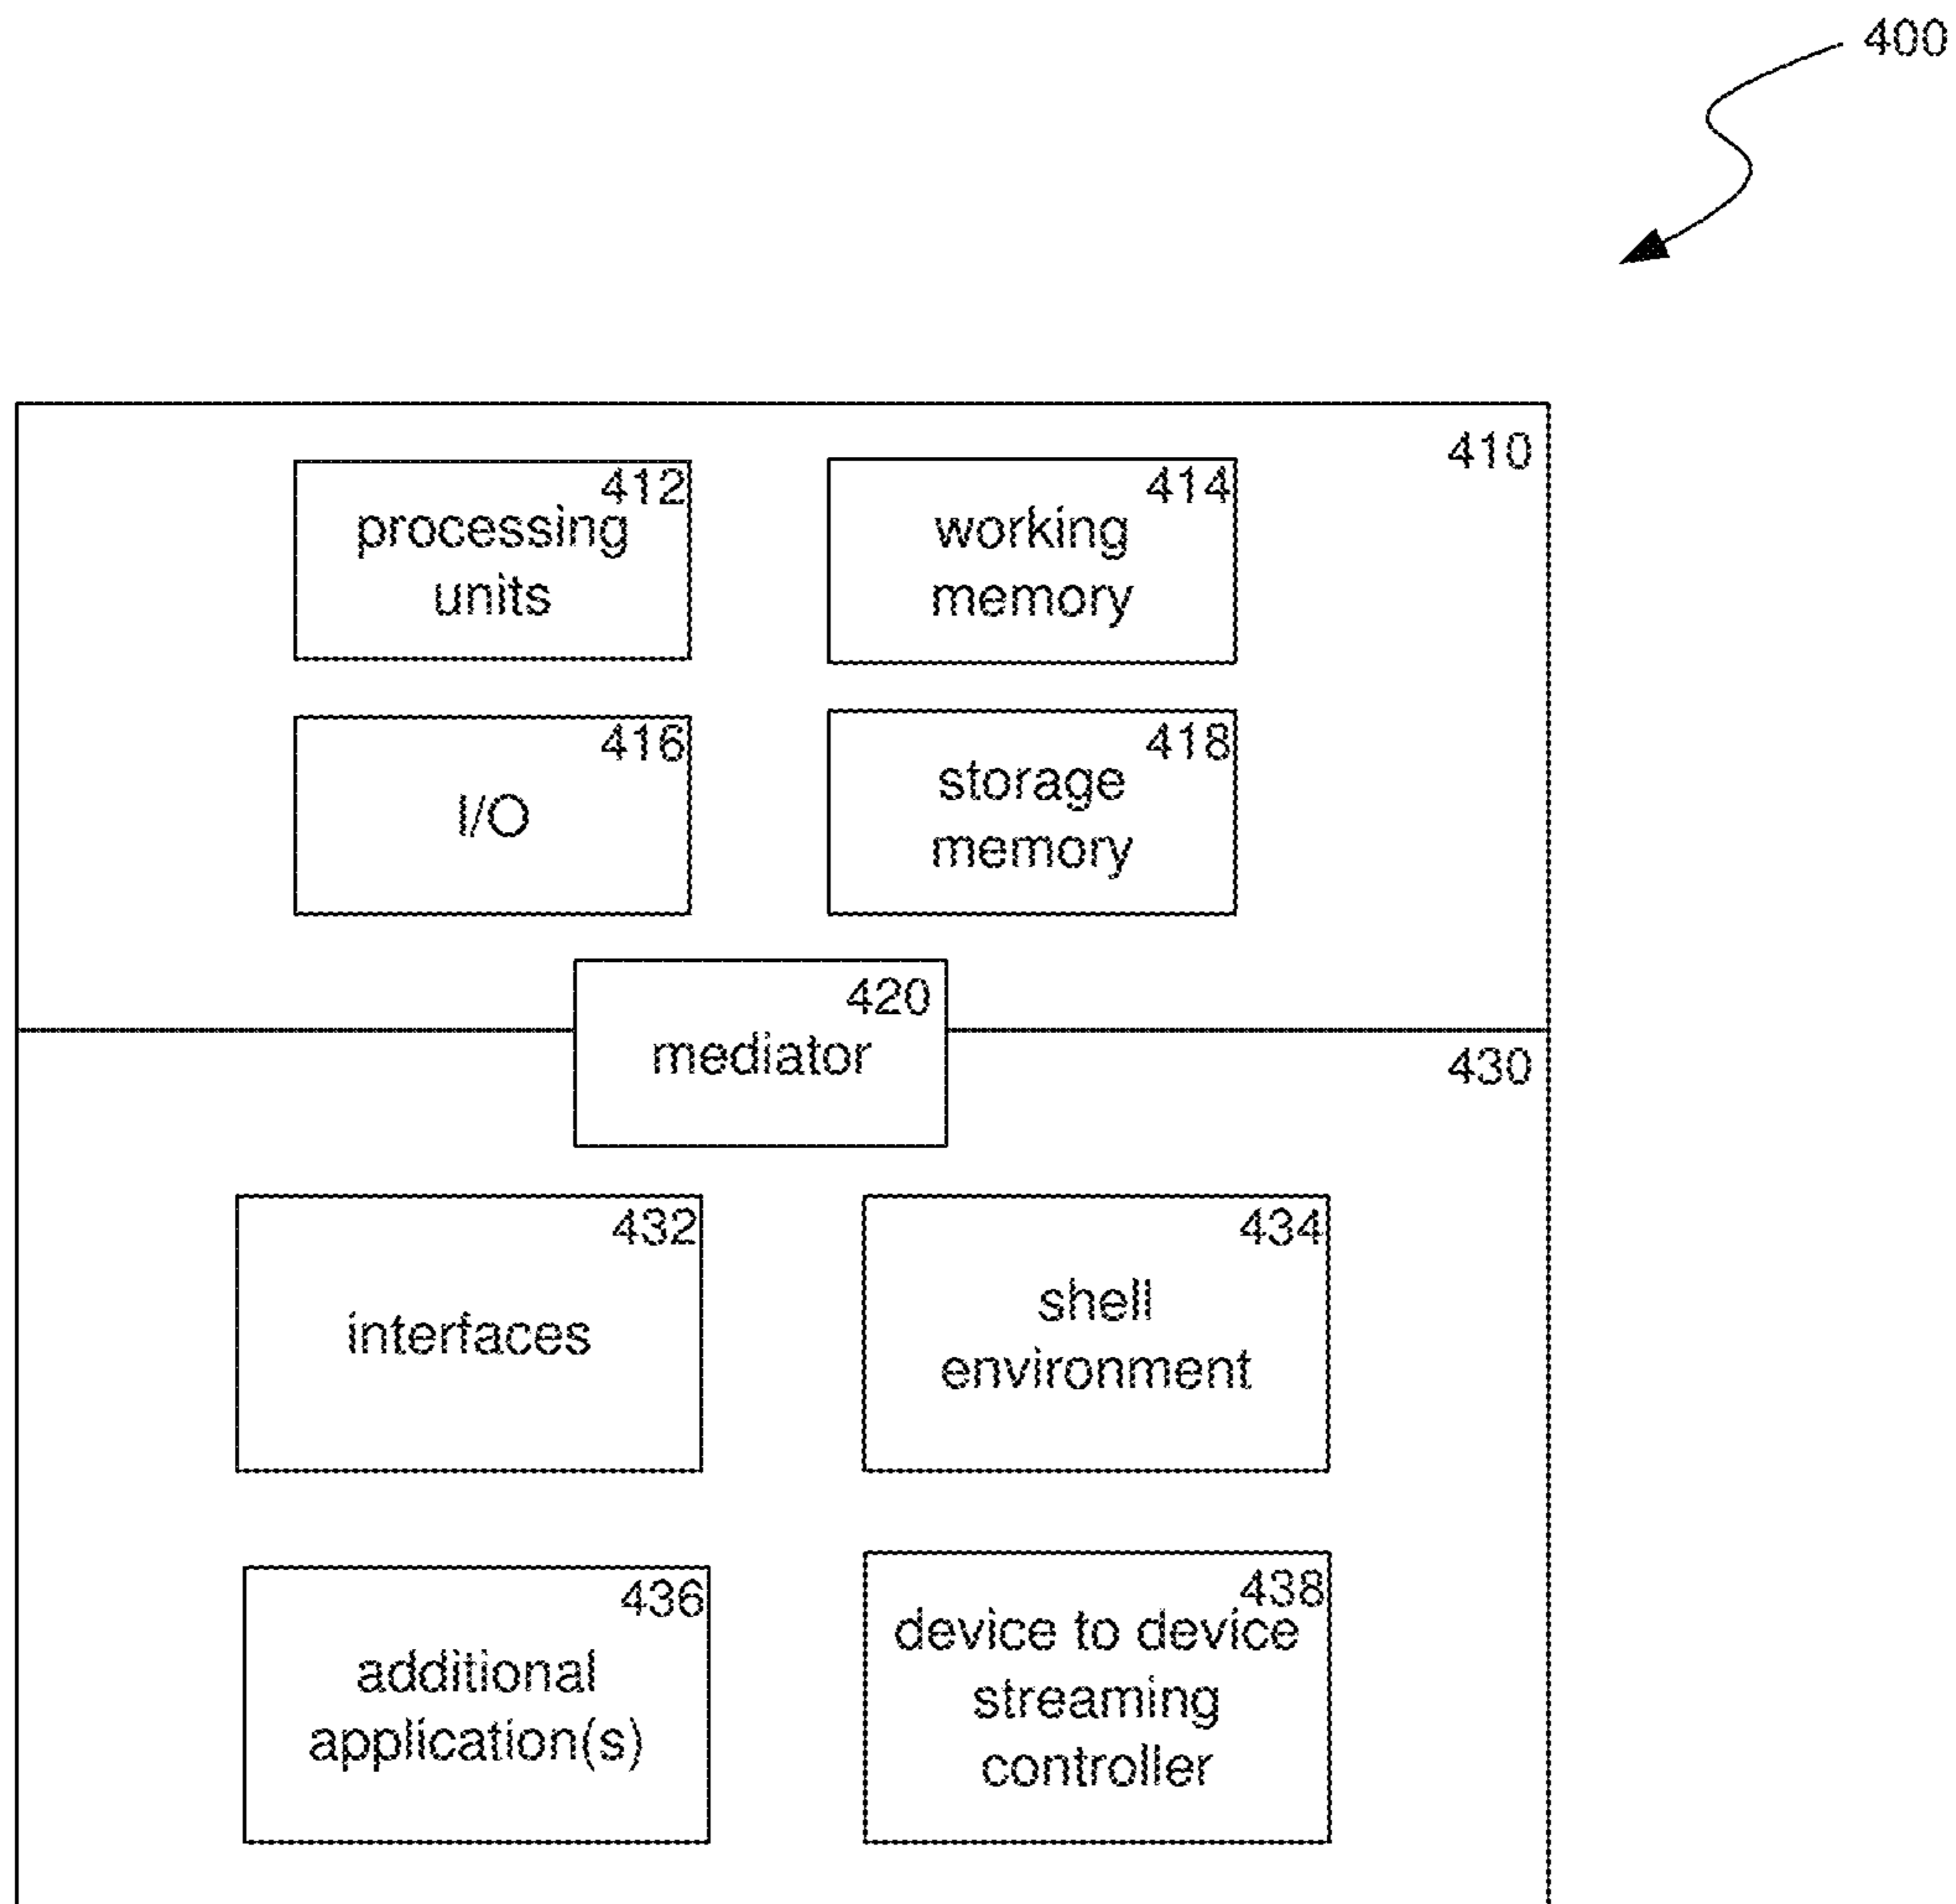 400
410
412
processing
units
414
working
memory
416
I/O
418
storage
memory
420
mediator
430
432
interfaces
434
shell
environment
436
additional
application(s)
438
device to device
streaming
controller